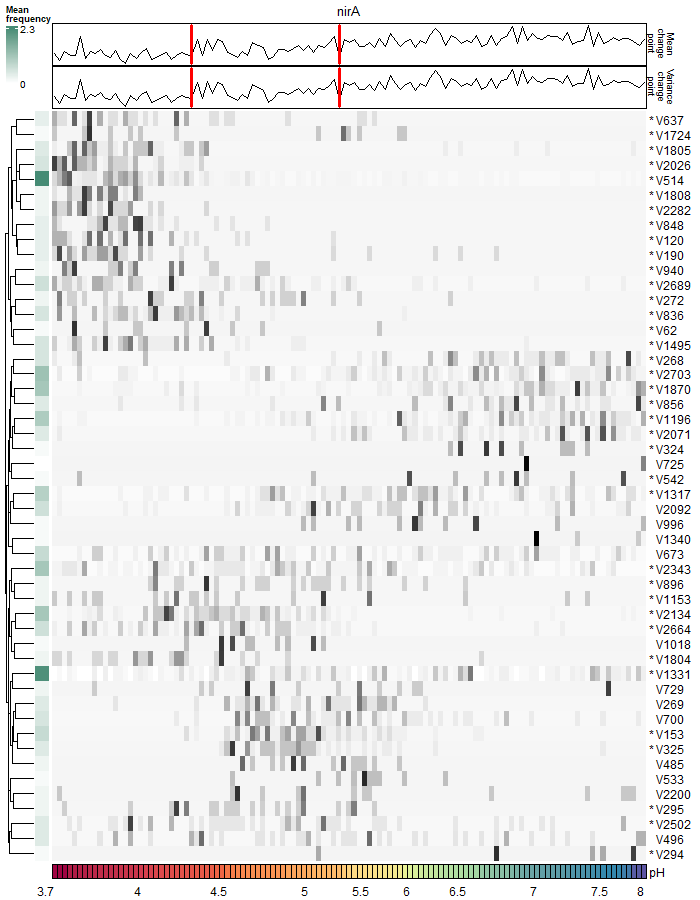 nirA
Mean
frequency
2.3
0
Mean
change
point
Variance
change
point
* V637
* V1724
* V1805
* V2026
* V514
* V1808
* V2282
* V848
* V120
* V190
* V940
* V2689
* V272
* V836
* V62
* V1495
* V268
* V2703
* V1870
* V856
* V1196
* V2071
* V324
V725
* V542
* V1317
V2092
V996
V1340
V673
* V2343
* V896
* V1153
* V2134
* V2664
V1018
* V1804
* V1331
V729
V269
V700
* V153
* V325
V485
V533
V2200
* V295
* V2502
V496
* V294
pH
3.7 4 4.5 5 5.5 6 6.5 7 7.5 8